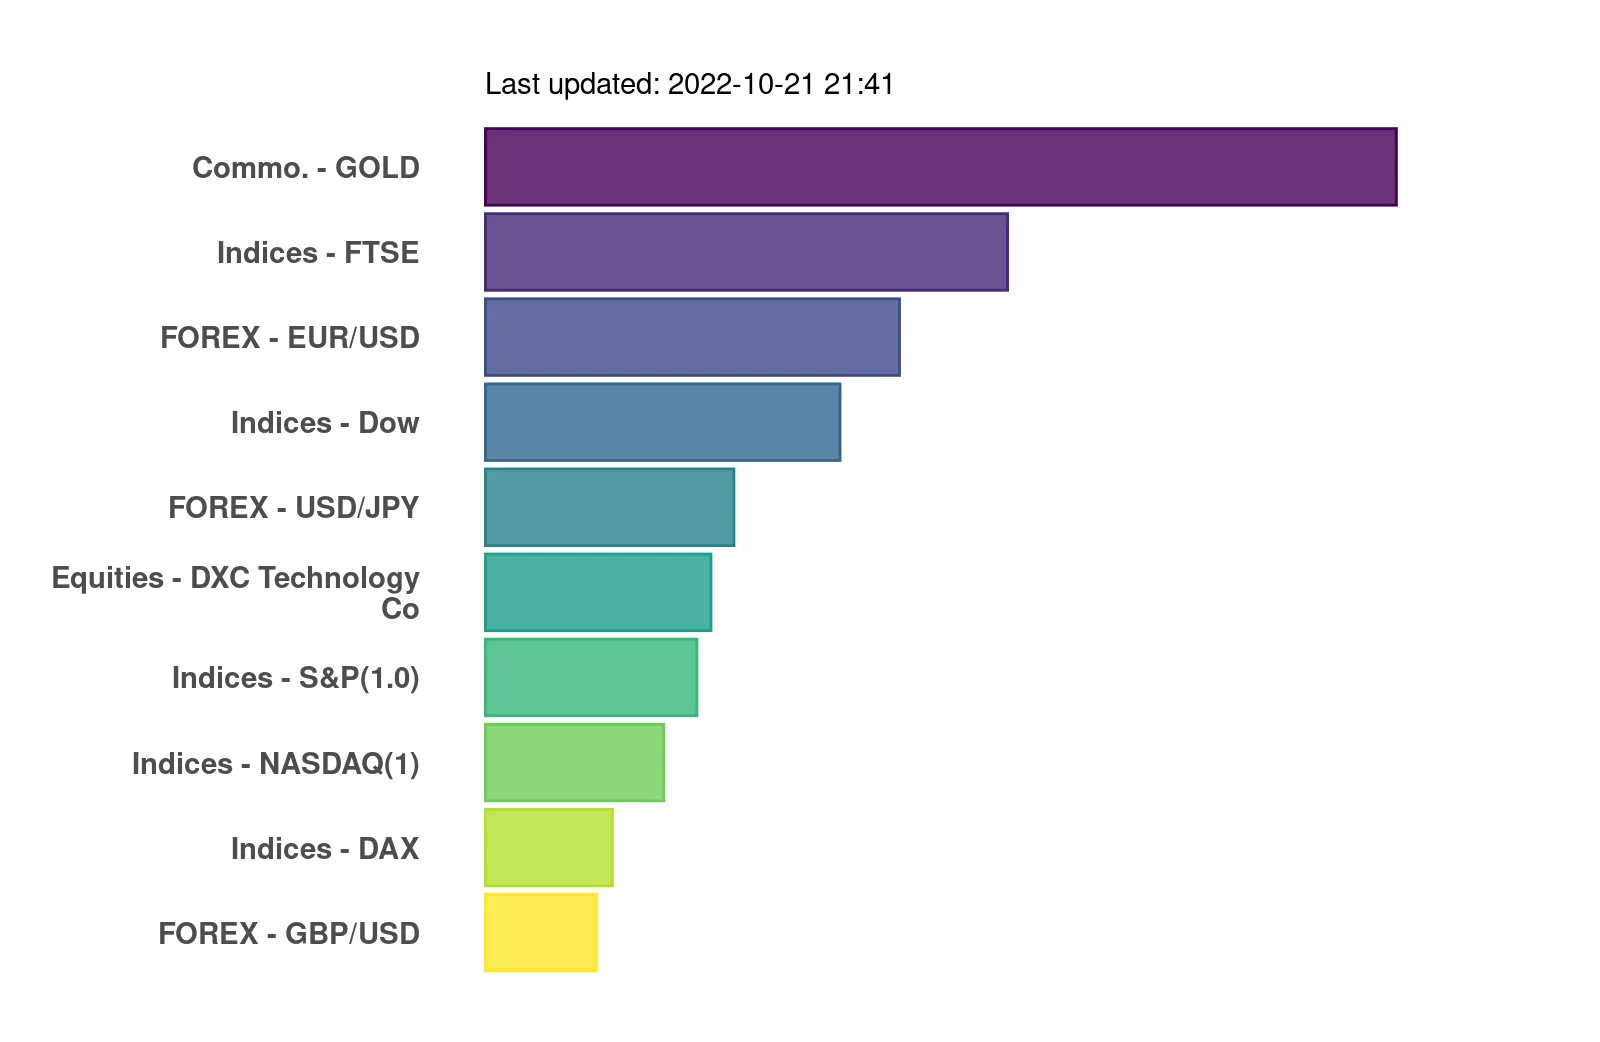 Last updated: 2022-10-21 21:41
Commo. - GOLD
Indices - FTSE
FOREX - EUR/USD
Indices - Dow
FOREX - USD/JPY
Equities - DXC Technology
Co
Indices - S&P(1.0)
Indices - NASDAQ(1)
Indices - DAX
FOREX - GBP/USD